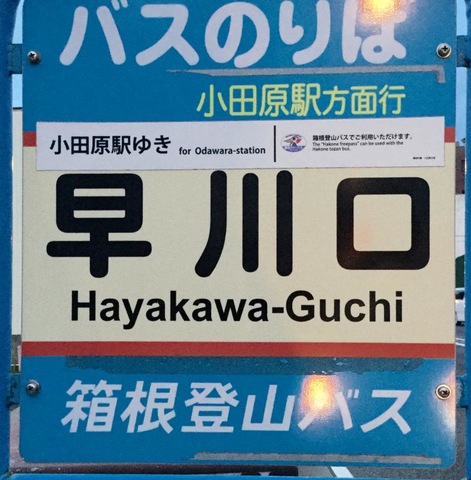 バスのりば
小田原駅方面行
小田原駅ゆき for Odawara-station
箱根登山バスでご利用いただけます。
The "Hakone freepass" can be used with the
Hakone tozan bus.
早川口
Hayakawa-Guchi
箱根登山バス